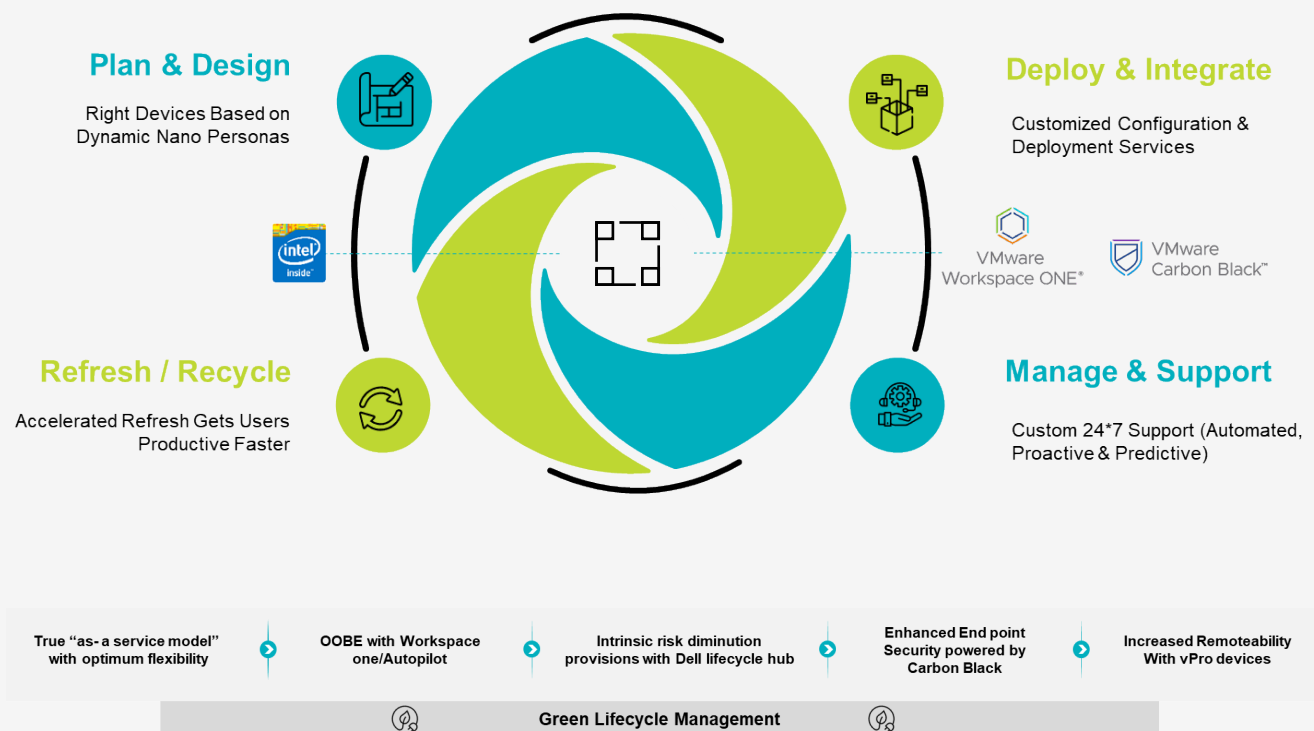 Plan & Design
Right Devices Based on
Dynamic Nano Personas
Deploy & Integrate
Customized Configuration &
Deployment Services
intel
inside™
VMware
Workspace ONE®
VMware
Carbon Black™
Refresh / Recycle
Accelerated Refresh Gets Users
Productive Faster
Manage & Support
Custom 24*7 Support (Automated,
Proactive & Predictive)
True “as- a service model”
with optimum flexibility
OOBE with Workspace
one/Autopilot
Intrinsic risk diminution
provisions with Dell lifecycle hub
Enhanced End point
Security powered by
Carbon Black
Increased Remoteability
With vPro devices
Green Lifecycle Management